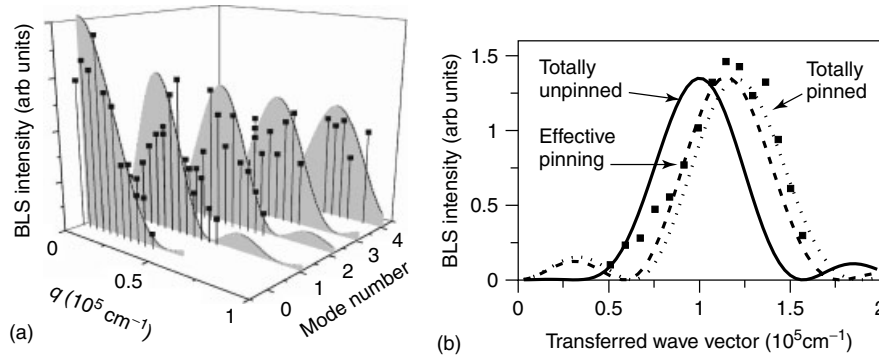 BLS intensity (arb units)
0
0.5
1
q (10⁵ cm⁻¹)
0
1
2
3
4
Mode number
(a)
BLS intensity (arb units)
1.5
1
0.5
0
Totally
unpinned
Effective
pinning
Totally
pinned
0
0.5
1
1.5
2
Transferred wave vector (10⁵cm⁻¹)
(b)